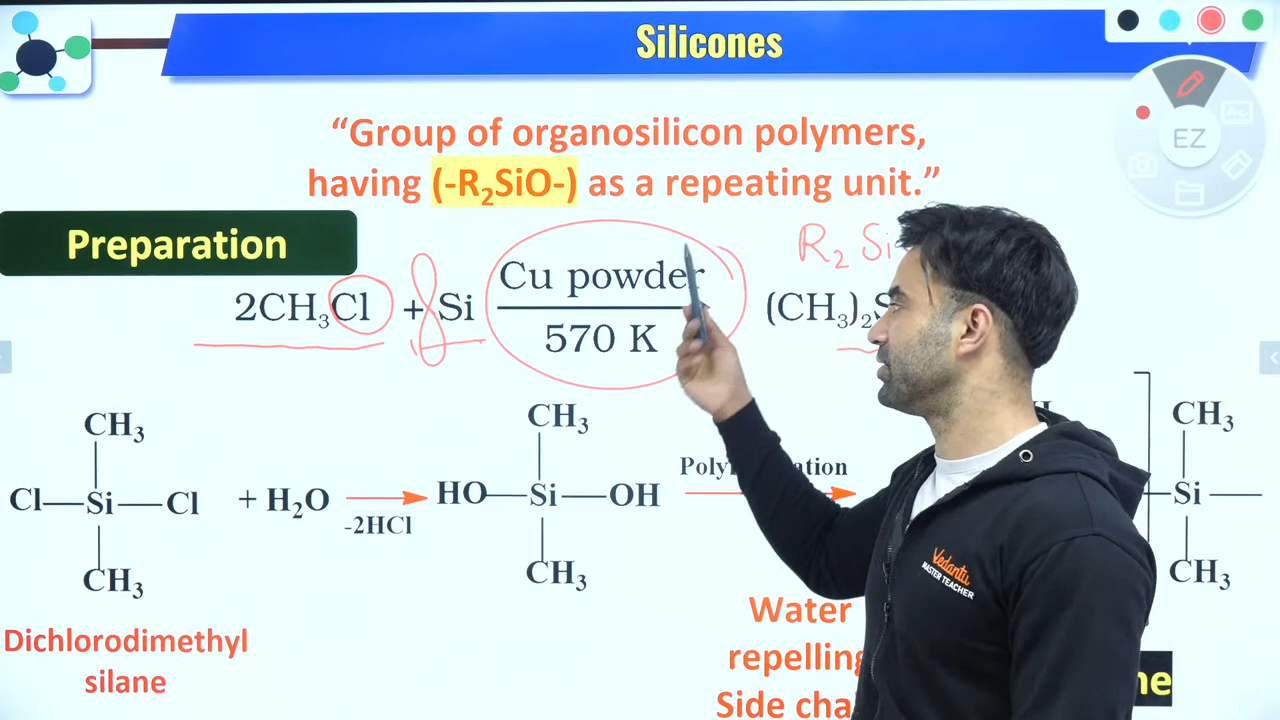 Silicones
EZ
“Group of organosilicon polymers,
having (-R₂SiO-) as a repeating unit.”
Preparation
R₂ Si
2CH₃Cl + Si
Cu powder
570 K
(CH₃)₂S
CH₃
Cl—Si—Cl
CH₃
+ H₂O
-2HCl
CH₃
HO—Si—OH
CH₃
CH₃
Si
CH₃
Dichlorodimethyl
silane
Water
repelling
Side
Vedantu
MASTER TEACHER